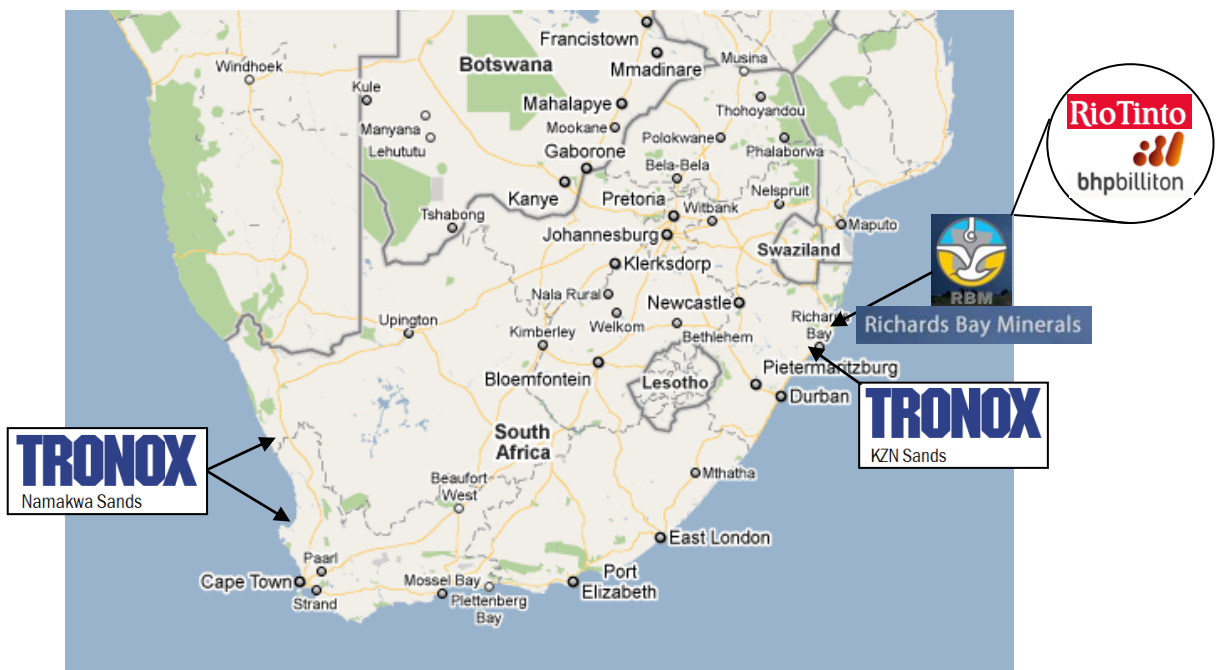 Francistown
Botswana
Mmadinare
Musina
Windhoek
Kule
Mahalapye
Thohoyandou
Manyana
Mookane
Polokwane
Lehututu
Gaborone
Phalaborwa
Bela-Bela
Kanye
Pretoria
Nelspruit
Witbank
Tshabong
Johannesburg
Maputo
Swaziland
Klerksdorp
Nala Rural
Newcastle
Richards
Bay
Upington
Kimberley
Welkom
Bethlehem
Bloemfontein
Lesotho
Pietermaritzburg
Durban
South
Africa
Mthatha
Beaufort
West
East London
Paarl
Cape Town
Strand
Mossel Bay
Plettenberg
Bay
Port
Elizabeth
RioTinto
bhpbilliton
RBM
Richards Bay Minerals
TRONOX
KZN Sands
TRONOX
Namakwa Sands